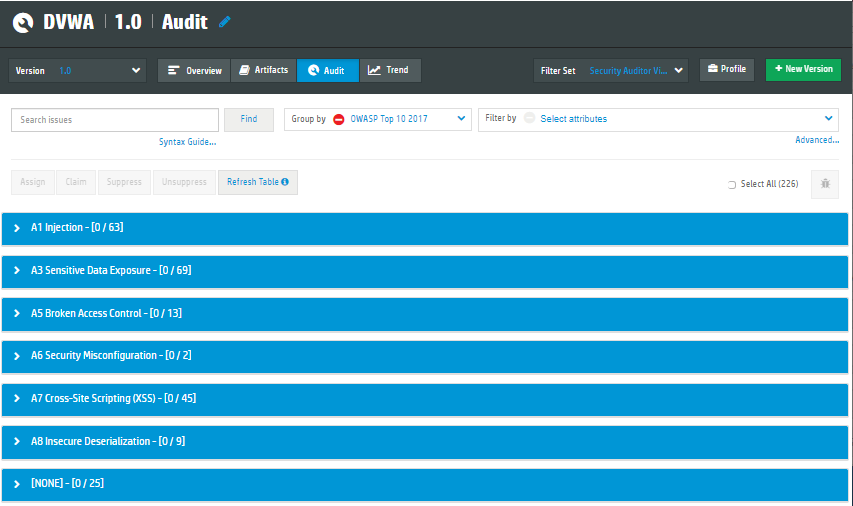 DVWA | 1.0 | Audit
Version 1.0 Overview Artifacts Audit Trend Filter Set Security Auditor Vi... Profile + New Version
Search issues Find Group by OWASP Top 10 2017 Filter by Select attributes
Syntax Guide... Advanced...
Assign Claim Suppress Unsuppress Refresh Table Select All (226)
A1 Injection - [0 / 63]
A3 Sensitive Data Exposure - [0 / 69]
A5 Broken Access Control - [0 / 13]
A6 Security Misconfiguration - [0 / 2]
A7 Cross-Site Scripting (XSS) - [0 / 45]
A8 Insecure Deserialization - [0 / 9]
[NONE] - [0 / 25]